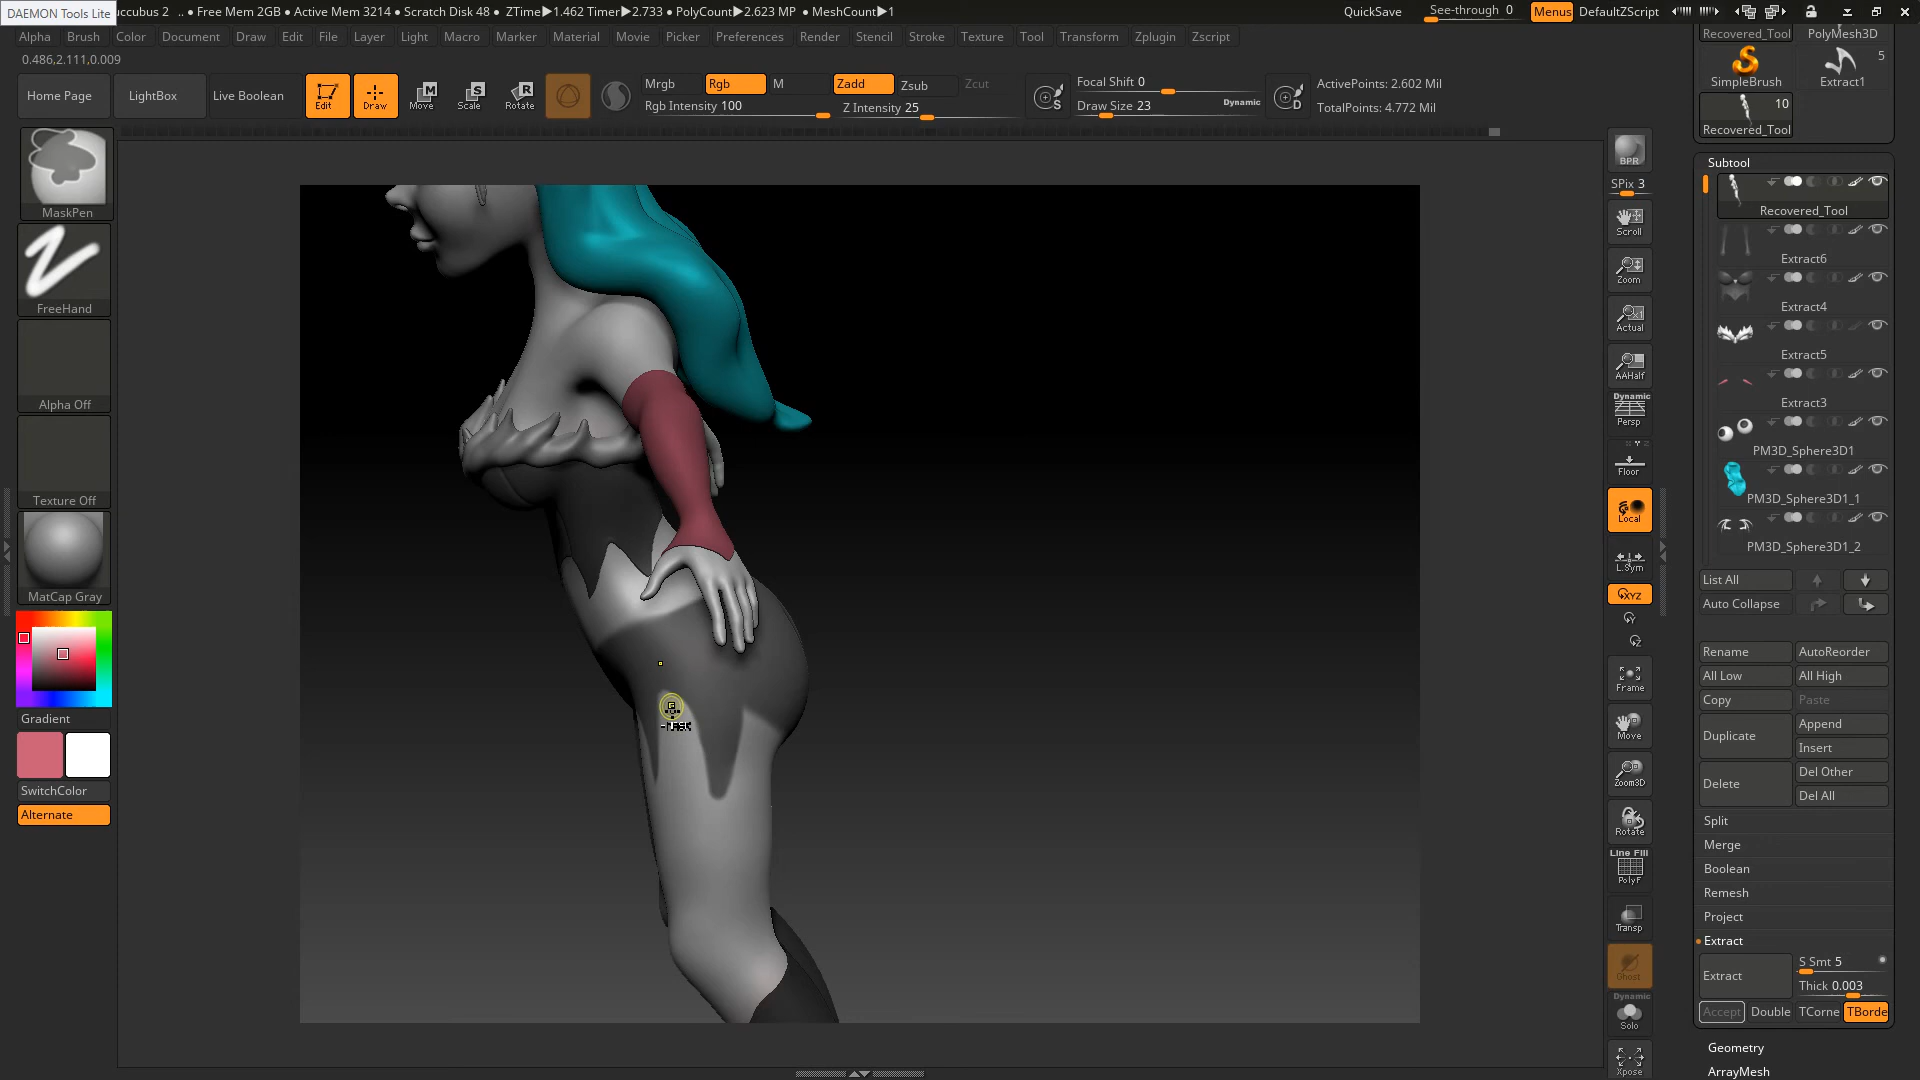 DAEMON Tools Lite
uccubus 2 .. ● Free Mem 2GB ● Active Mem 3214 ● Scratch Disk 48 ● ZTime▶1.462 Timer▶2.733 ● PolyCount▶2.623 MP ● MeshCount▶1
QuickSave See-through 0 Menus DefaultZScript
Alpha Brush Color Document Draw Edit File Layer Light Macro Marker Material Movie Picker Preferences Render Stencil Stroke Texture Tool Transform Zplugin Zscript
0.486,2.111,0.009
Home Page LightBox Live Boolean
Edit Draw Move Scale Rotate
Mrgb Rgb M Zadd Zsub Zcut
Rgb Intensity 100 Z Intensity 25
Focal Shift 0
Draw Size 23 Dynamic
ActivePoints: 2.602 Mil
TotalPoints: 4.772 Mil
MaskPen
FreeHand
Alpha Off
Texture Off
MatCap Gray
Gradient
SwitchColor
Alternate
BPR
SPix 3
Scroll
Zoom
Actual
AAHalf
Dynamic
Persp
Floor
Local
L.Sym
XYZ
Frame
Move
Zoom3D
Rotate
Line Fill
PolyF
Transp
Ghost
Dynamic
Solo
Xpose
Recovered_Tool PolyMesh3D
SimpleBrush Extract1 5
10
Recovered_Tool
Subtool
Recovered_Tool
Extract6
Extract4
Extract5
Extract3
PM3D_Sphere3D1
PM3D_Sphere3D1_1
PM3D_Sphere3D1_2
List All
Auto Collapse
Rename AutoReorder
All Low All High
Copy Paste
Duplicate Append
Insert
Delete Del Other
Del All
Split
Merge
Boolean
Remesh
Project
Extract
Extract S Smt 5
Thick 0.003
Accept Double TCorne TBorde
Geometry
ArrayMesh